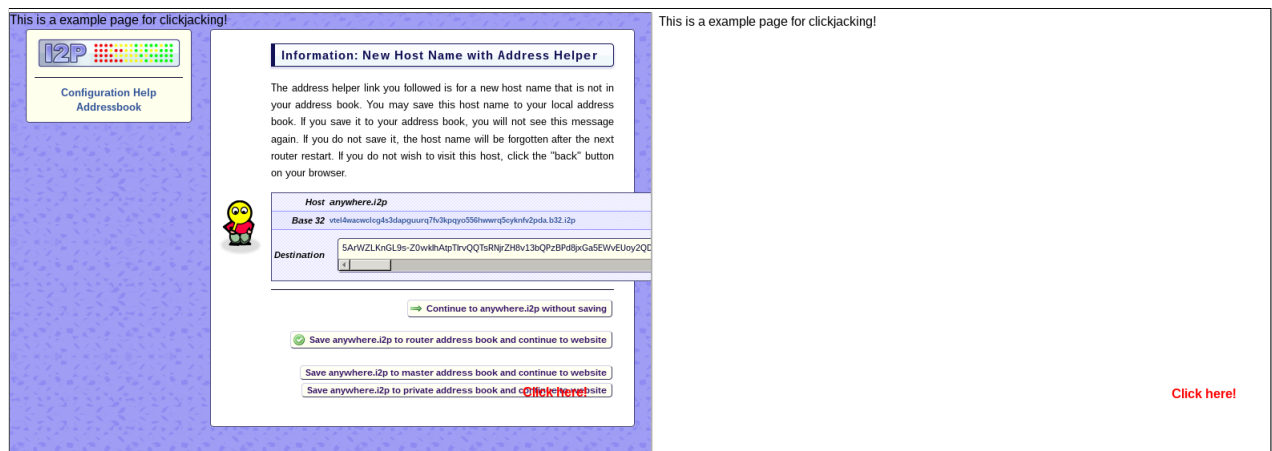 This is a example page for clickjacking!
I2P
Configuration Help
Addressbook
Information: New Host Name with Address Helper
The address helper link you followed is for a new host name that is not in
your address book. You may save this host name to your local address
book. If you save it to your address book, you will not see this message
again. If you do not save it, the host name will be forgotten after the next
router restart. If you do not wish to visit this host, click the "back" button
on your browser.
Host anywhere.i2p
Base 32 vtel4wacwclcg4s3dapguurq7fv3kpqyo556hwwrq5cyknfv2pda.b32.i2p
Destination 5ArWZLKnGL9s-Z0wklhAtpTlrvQQTsRNjrZH8v13bQPzBPd8jxGa5EWvEUoy2QD
Continue to anywhere.i2p without saving
Save anywhere.i2p to router address book and continue to website
Save anywhere.i2p to master address book and continue to website
Save anywhere.i2p to private address book and continue to website
Click here!
This is a example page for clickjacking!
Click here!